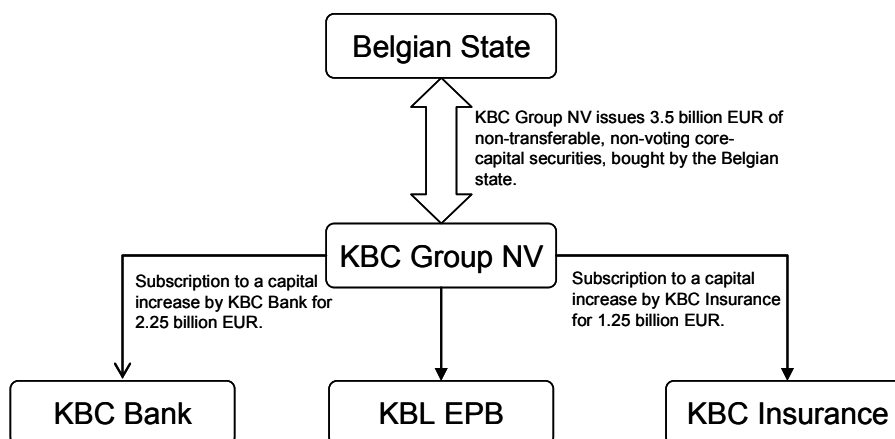 Belgian State
KBC Group NV issues 3.5 billion EUR of
non-transferable, non-voting core-
capital securities, bought by the Belgian
state.
KBC Group NV
Subscription to a capital
increase by KBC Bank for
2.25 billion EUR.
Subscription to a capital
increase by KBC Insurance
for 1.25 billion EUR.
KBC Bank
KBL EPB
KBC Insurance